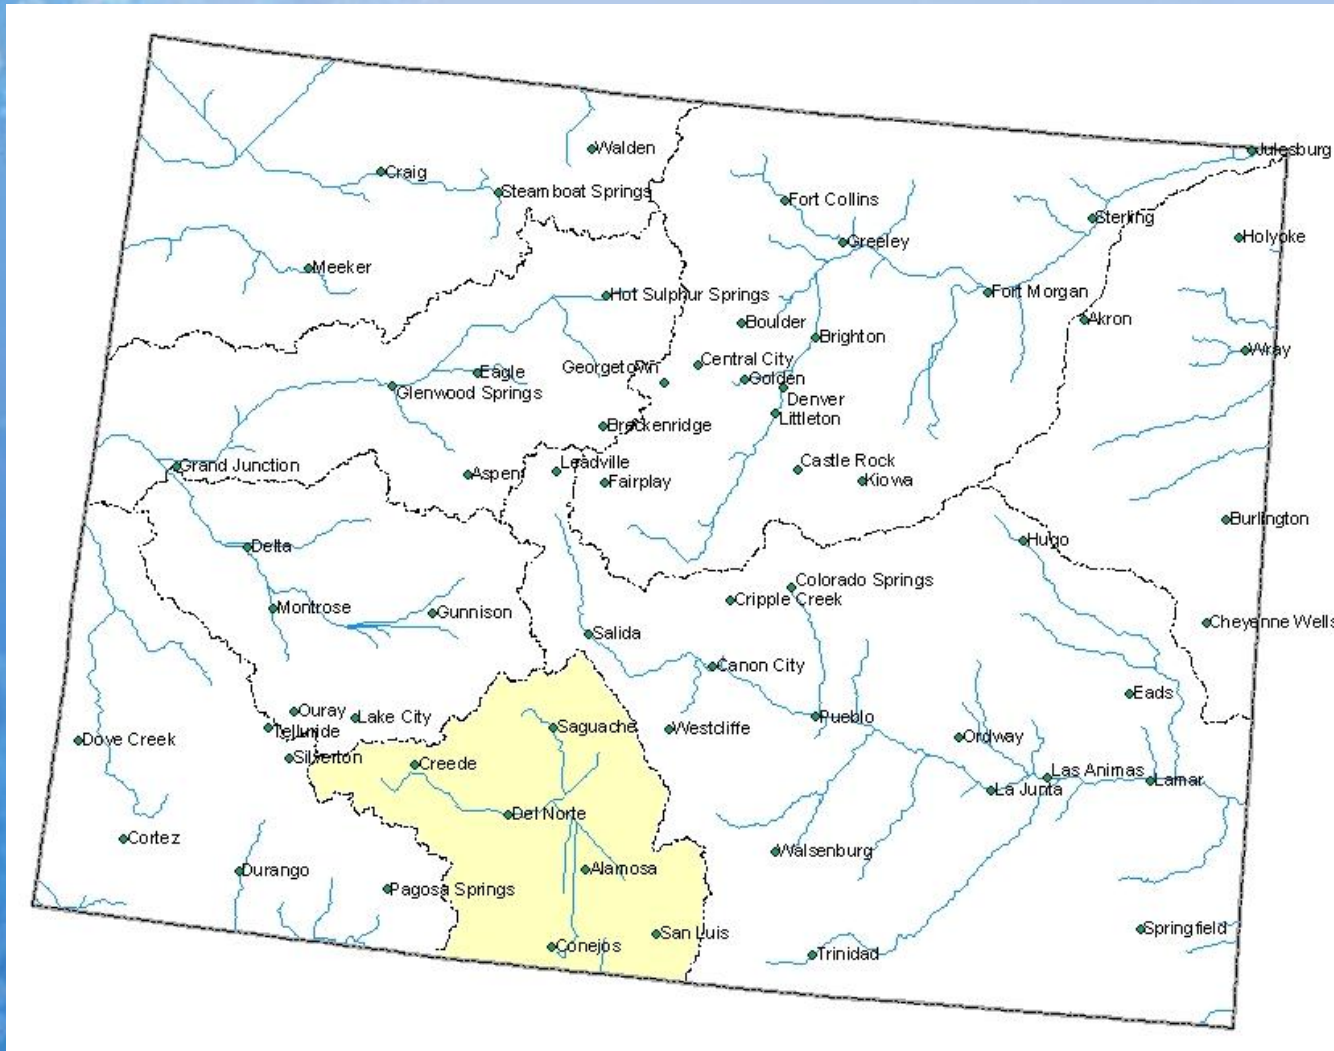 Julesburg
Walden
Craig
Steamboat Springs
Fort Collins
Sterling
Holyoke
Greeley
Meeker
Hot Sulphur Springs
Fort Morgan
Boulder
Akron
Brighton
Wray
Central City
Georgetown
Eagle
Golden
Glenwood Springs
Denver
Littleton
Breckenridge
Leadville
Castle Rock
Grand Junction
Aspen
Fairplay
Kiowa
Burlington
Hugo
Delta
Colorado Springs
Cripple Creek
Montrose
Gunnison
Cheyenne Wells
Salida
Canon City
Eads
Ouray
Lake City
Pueblo
Telluride
Saguache
Westcliffe
Ordway
Dove Creek
Silverton
Creede
Las Animas
Lamar
La Junta
Del Norte
Cortez
Walsenburg
Durango
Alamosa
Pagosa Springs
Springfield
San Luis
Conejos
Trinidad